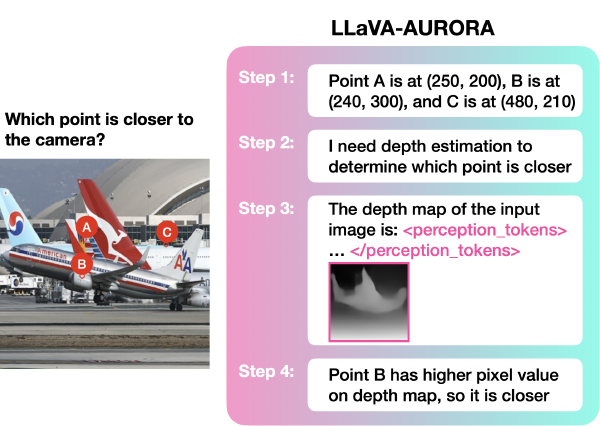 LLaVA-AURORA
Which point is closer to
the camera?
A
C
B
AA
Step 1:
Point A is at (250, 200), B is at
(240, 300), and C is at (480, 210)
Step 2:
I need depth estimation to
determine which point is closer
Step 3:
The depth map of the input
image is: <perception_tokens>
... </perception_tokens>
Step 4:
Point B has higher pixel value
on depth map, so it is closer